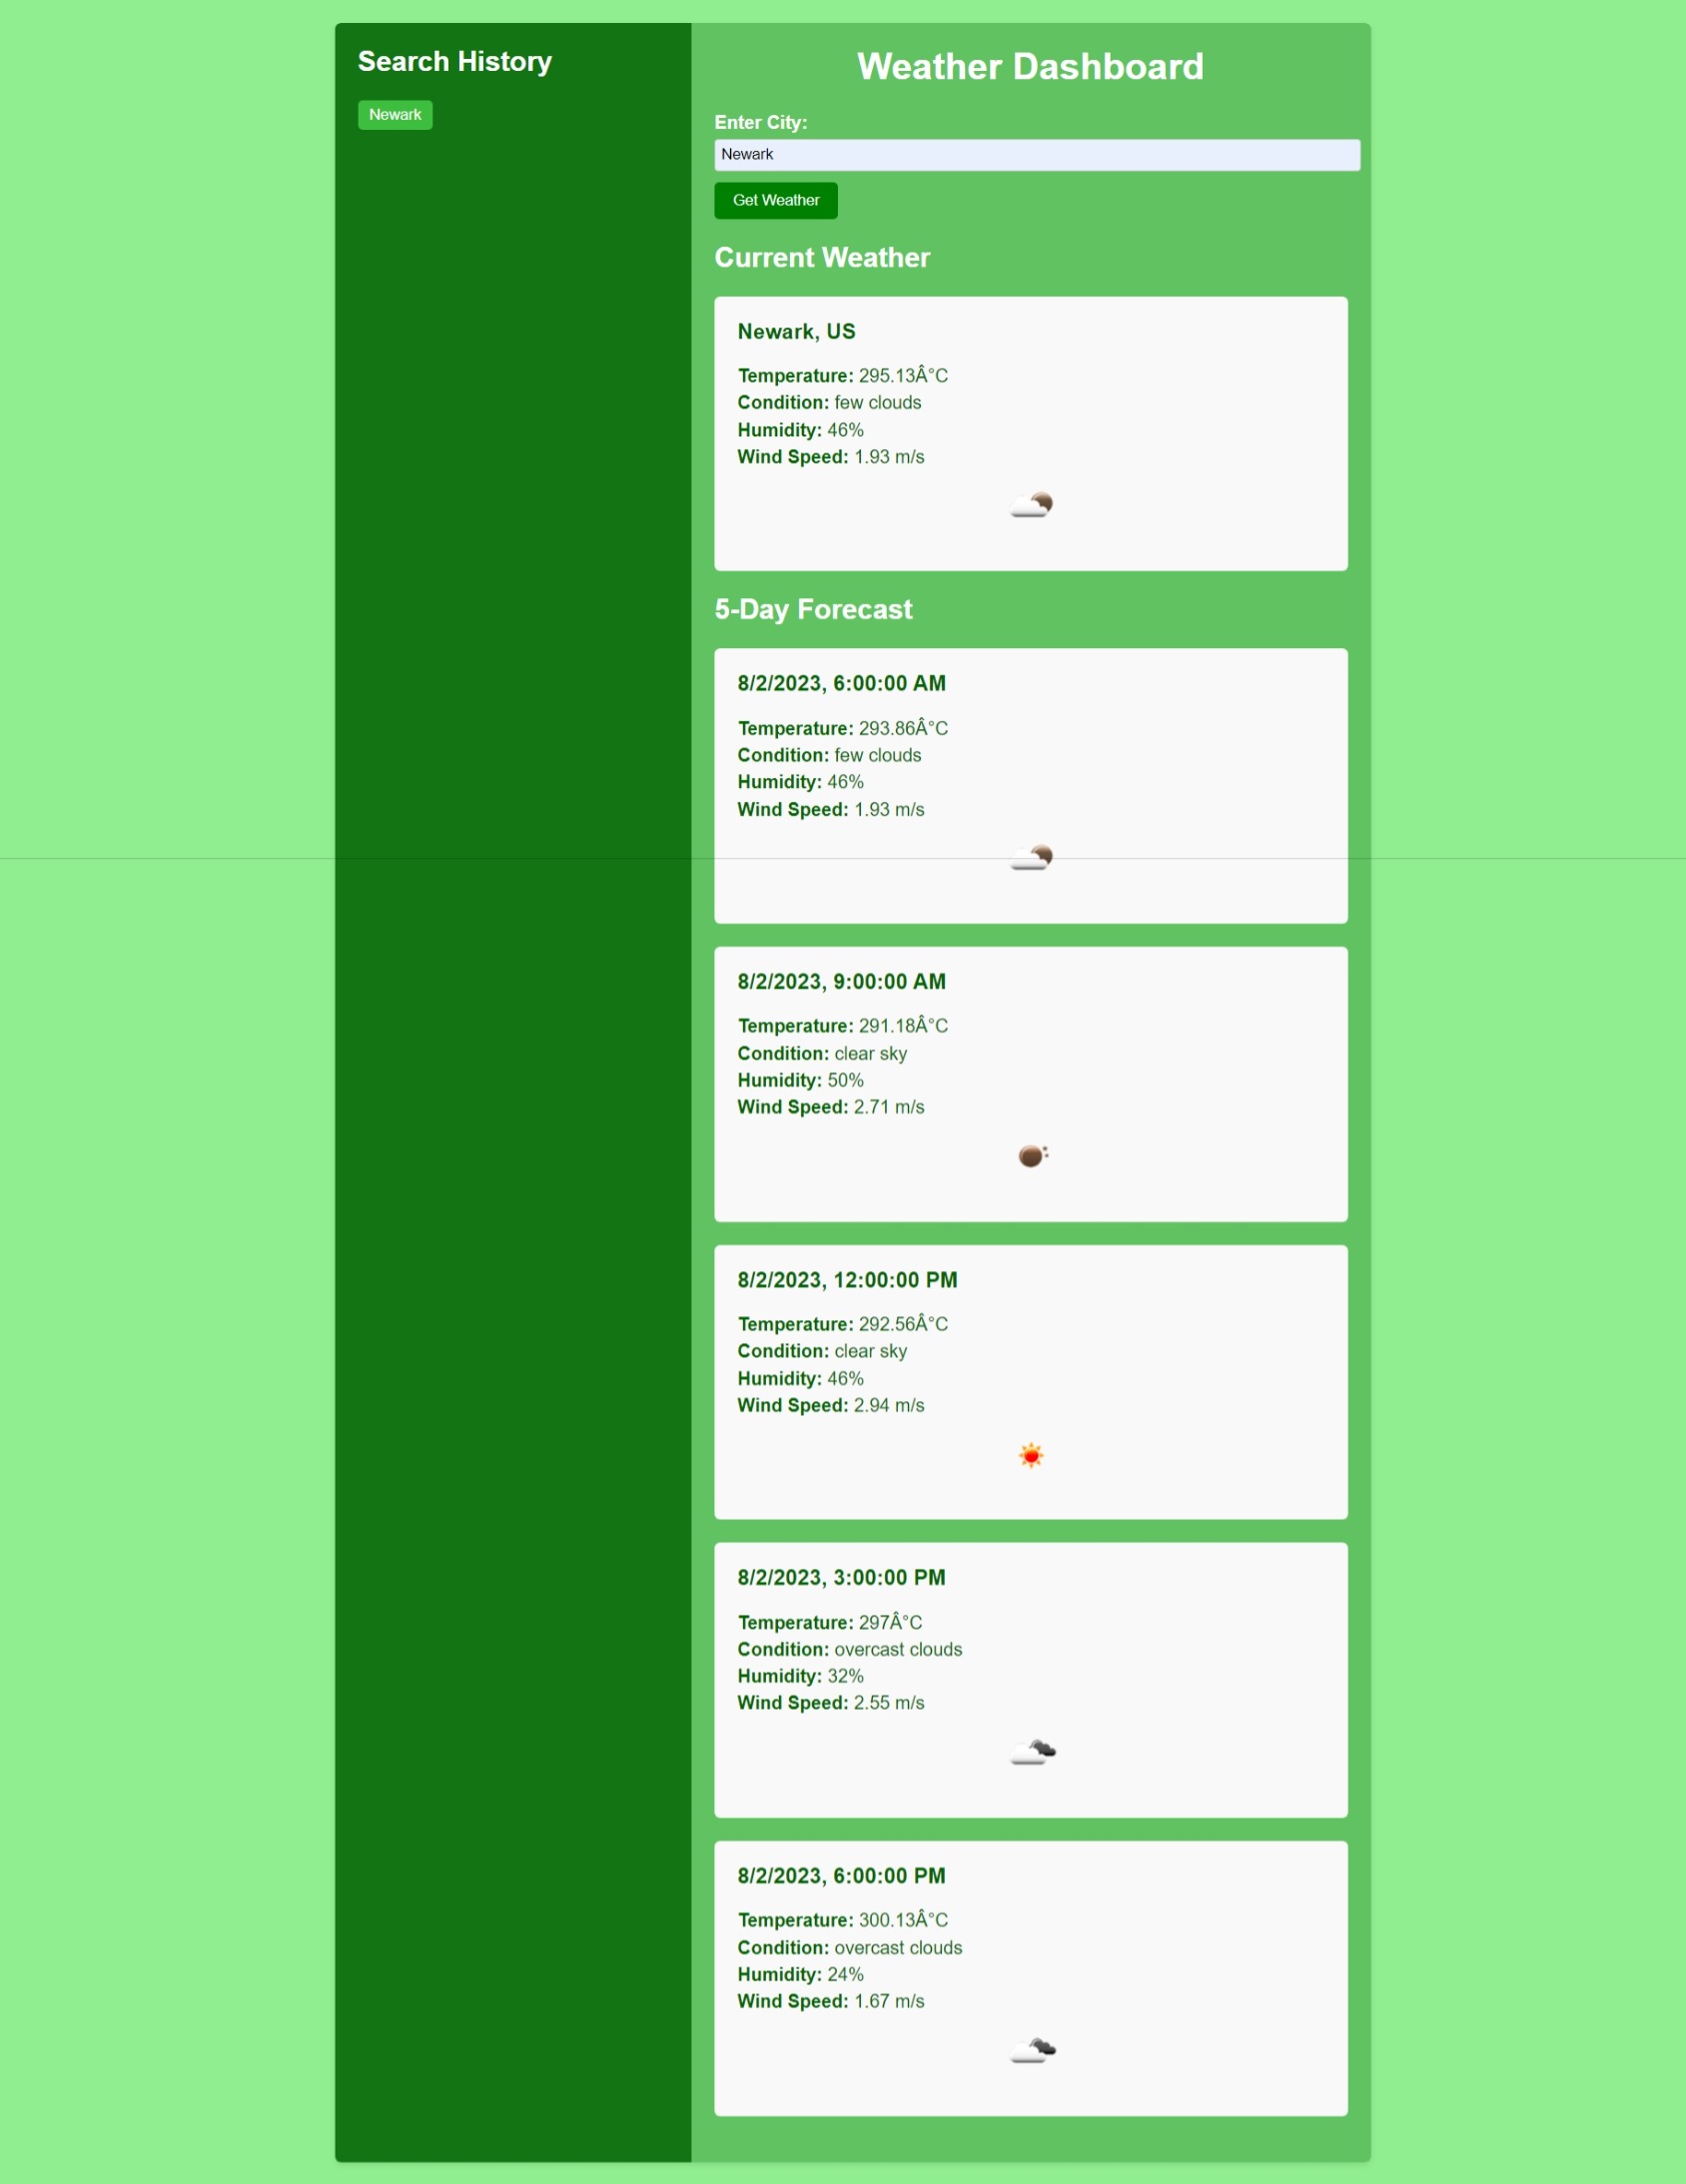 Search History
Newark
Weather Dashboard
Enter City:
Newark
Get Weather
Current Weather
Newark, US
Temperature: 295.13Â°C
Condition: few clouds
Humidity: 46%
Wind Speed: 1.93 m/s
5-Day Forecast
8/2/2023, 6:00:00 AM
Temperature: 293.86Â°C
Condition: few clouds
Humidity: 46%
Wind Speed: 1.93 m/s
8/2/2023, 9:00:00 AM
Temperature: 291.18Â°C
Condition: clear sky
Humidity: 50%
Wind Speed: 2.71 m/s
8/2/2023, 12:00:00 PM
Temperature: 292.56Â°C
Condition: clear sky
Humidity: 46%
Wind Speed: 2.94 m/s
8/2/2023, 3:00:00 PM
Temperature: 297Â°C
Condition: overcast clouds
Humidity: 32%
Wind Speed: 2.55 m/s
8/2/2023, 6:00:00 PM
Temperature: 300.13Â°C
Condition: overcast clouds
Humidity: 24%
Wind Speed: 1.67 m/s